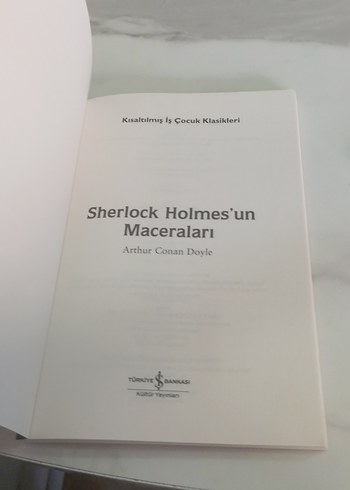 Kısaltılmış İş Çocuk Klasikleri
Sherlock Holmes'un
Maceraları
Arthur Conan Doyle
TÜRKİYE İŞ BANKASI
Kültür Yayınları